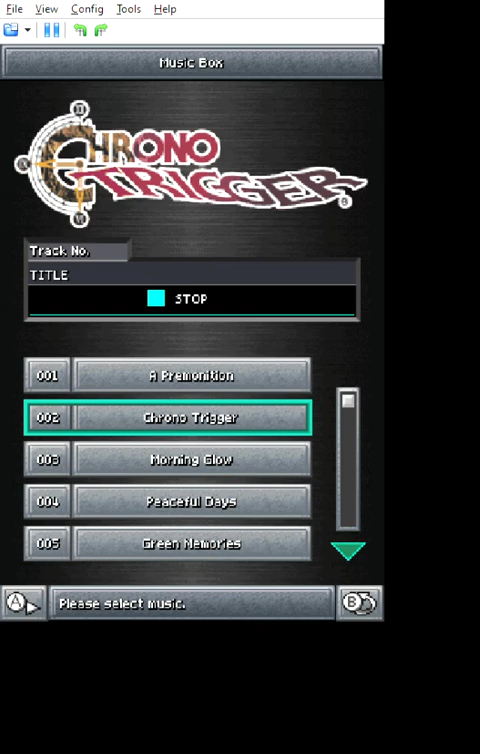 File View Config Tools Help
Music Box
CHRONO
TRIGGER
Track No.
TITLE
STOP
001 A Premonition
002 Chrono Trigger
003 Morning Glow
004 Peaceful Days
005 Green Memories
A Please select music. B